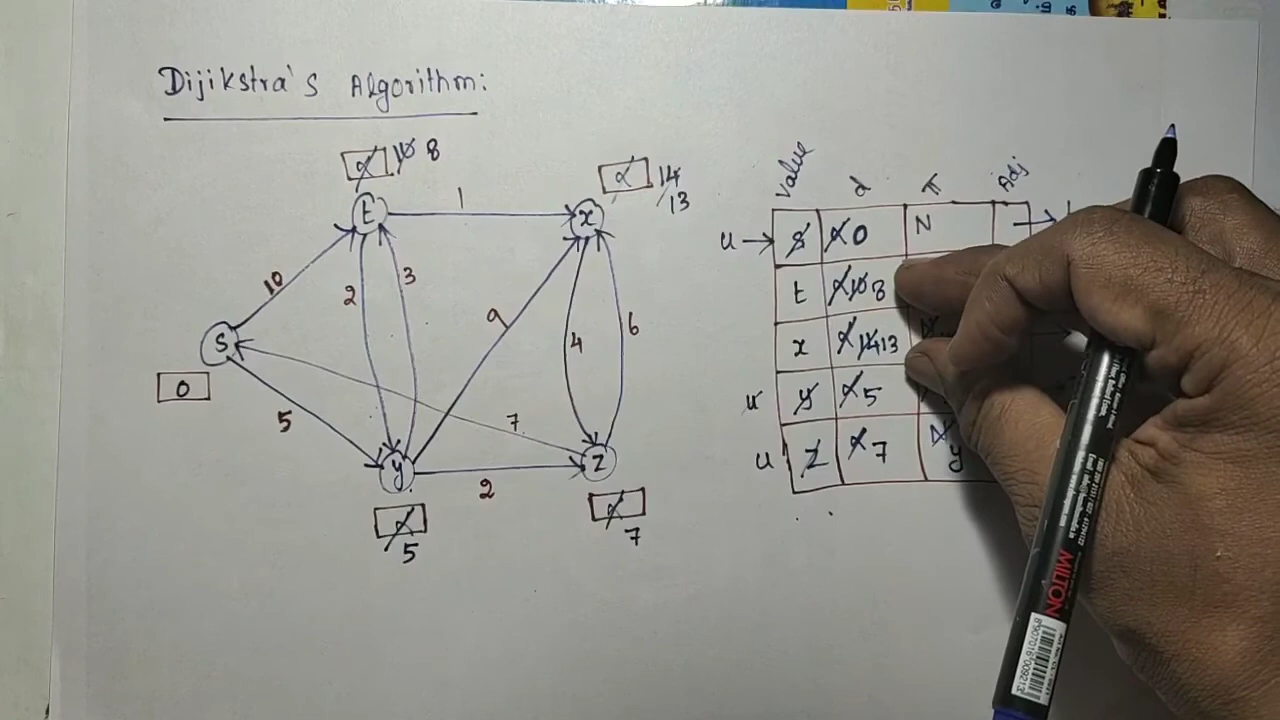 Dijikstra's Algorithm:
∝ 10 8
∝ 14
13
t
1
x
10
2
3
9
4
6
s
0
5
7
y
2
z
∝
5
∝
7
Value d π Adj
u → s ∝ 0 N
t ∝ 10 8
x ∝ 14 13
u y ∝ 5
u z ∝ 7 y
MILTON
8907016009213